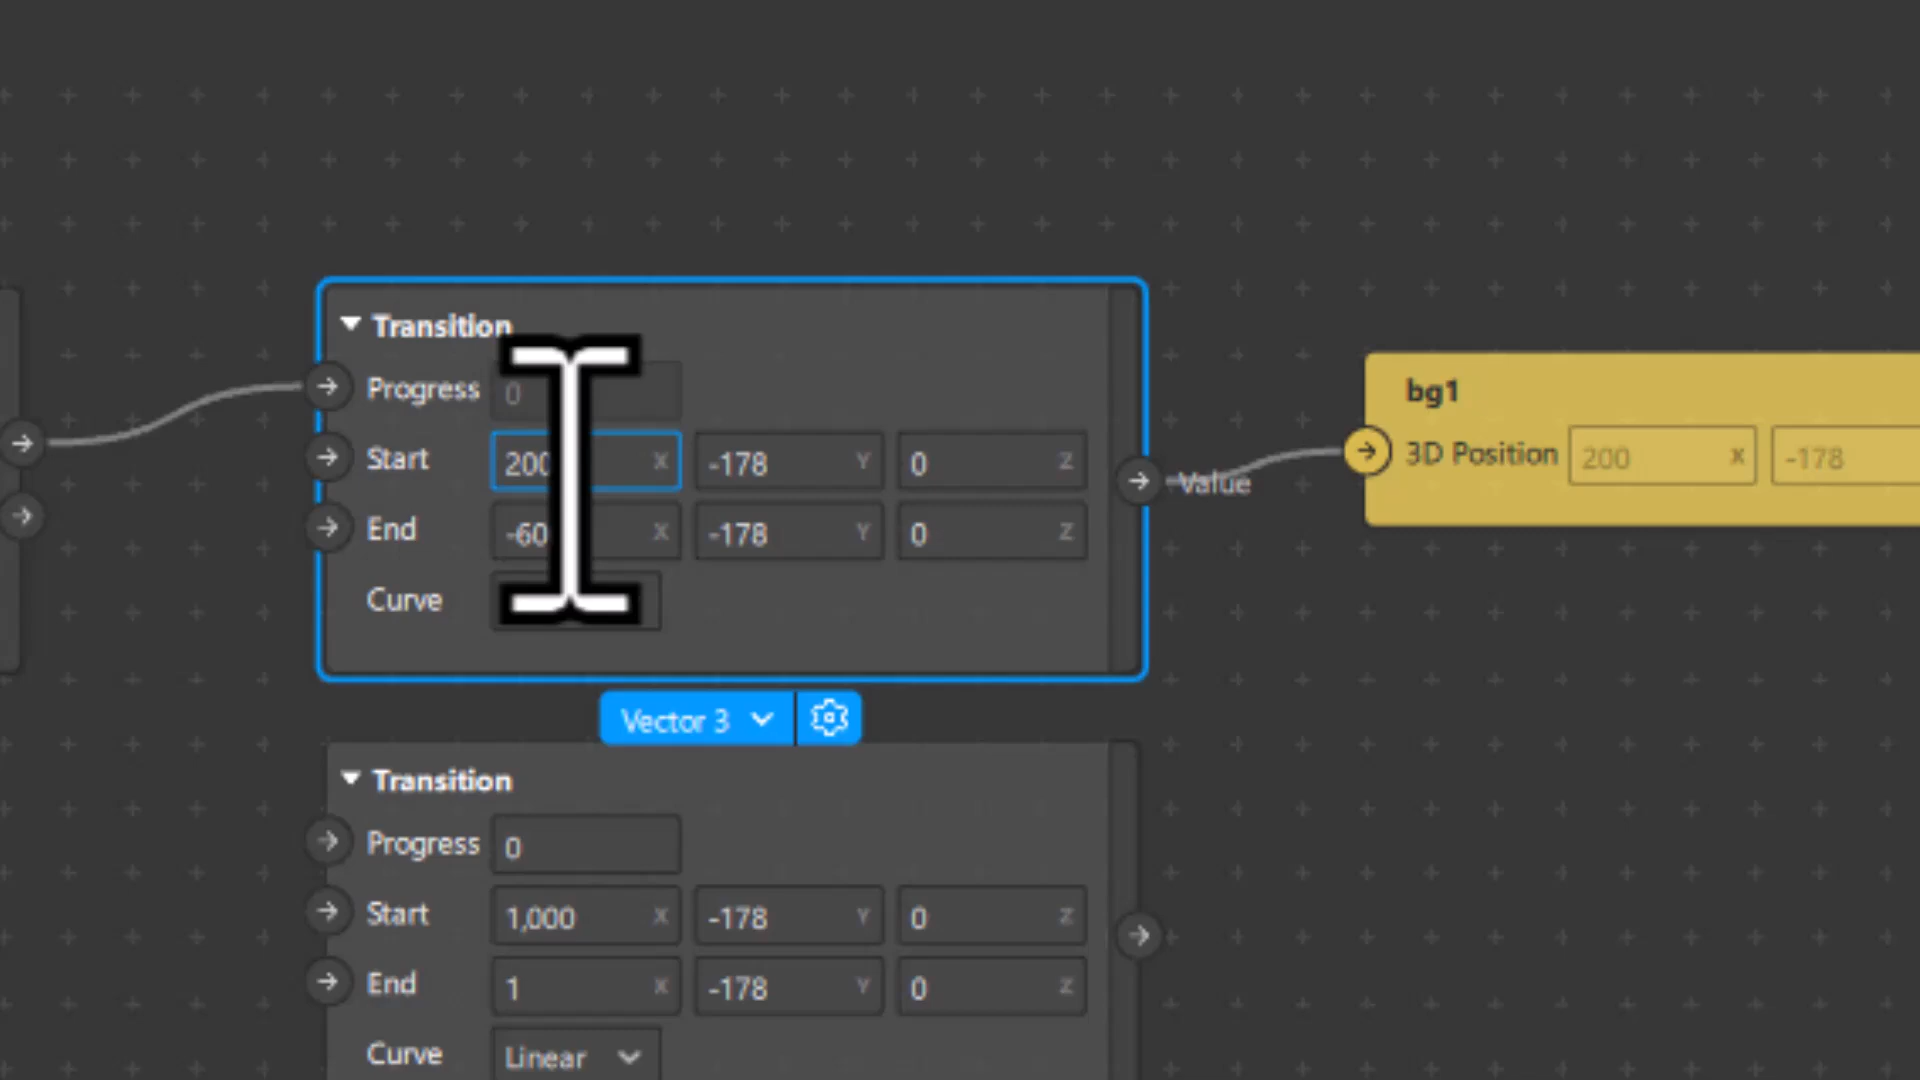 Transition
Progress 0
Start 200 X -178 Y 0 Z
End X -178 Y 0 Z
Curve
Value
bg1
3D Position 200 X -178
Vector 3
Transition
Progress 0
Start 1,000 X -178 Y 0 Z
End 1 X -178 Y 0 Z
Curve Linear